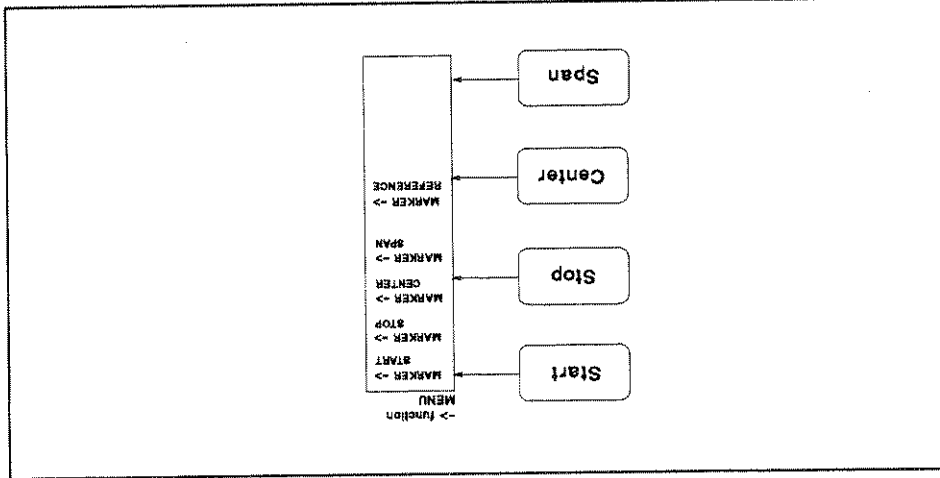 -> function
MENU
Start
MARKER ->
START
MARKER ->
STOP
Stop
MARKER ->
CENTER
MARKER ->
SPAN
Center
MARKER ->
REFERENCE
Span